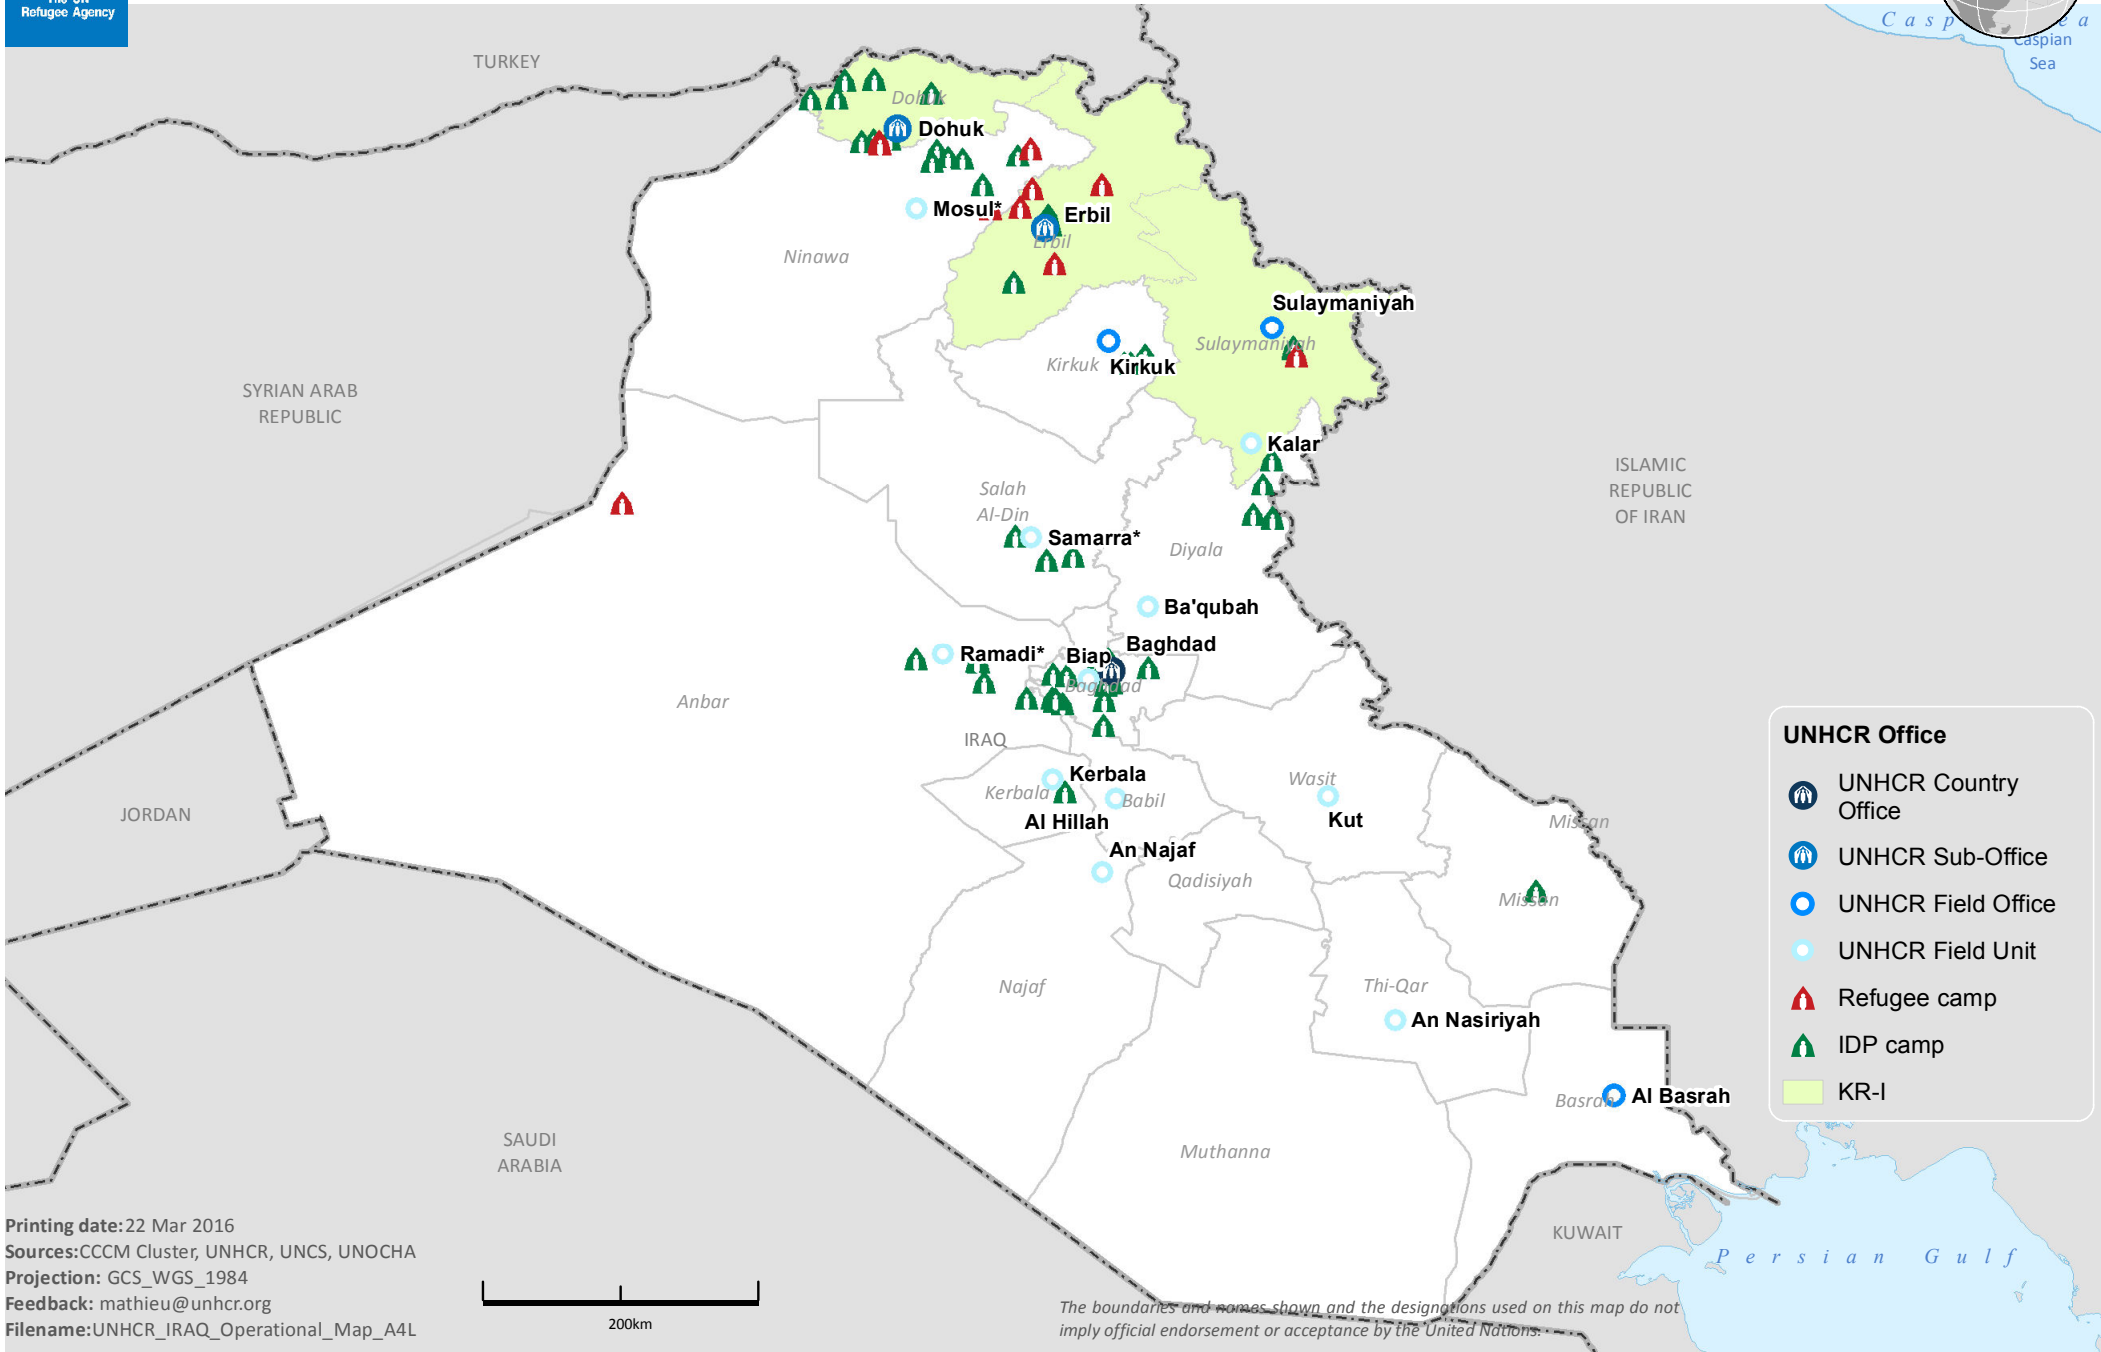 The UN
Refugee Agency
Caspian
Sea
TURKEY
Dohuk
Dohuk
Mosul*
Erbil
Erbil
Ninawa
Sulaymaniyah
Sulaymaniyah
Kirkuk
Kirkuk
SYRIAN ARAB
REPUBLIC
Kalar
ISLAMIC
REPUBLIC
OF IRAN
Salah
Al-Din
Samarra*
Diyala
Ba'qubah
Baghdad
Ramadi*
Biap
Baghdad
Anbar
IRAQ
Kerbala
Kerbala
Babil
Al Hillah
Wasit
Kut
Missan
An Najaf
Qadisiyah
Missan
JORDAN
Najaf
Thi-Qar
An Nasiriyah
Basrah
Al Basrah
SAUDI
ARABIA
Muthanna
KUWAIT
Persian Gulf
UNHCR Office
UNHCR Country
Office
UNHCR Sub-Office
UNHCR Field Office
UNHCR Field Unit
Refugee camp
IDP camp
KR-I
Printing date:22 Mar 2016
Sources:CCCM Cluster, UNHCR, UNCS, UNOCHA
Projection: GCS_WGS_1984
Feedback: mathieu@unhcr.org
Filename:UNHCR_IRAQ_Operational_Map_A4L
200km
The boundaries and names shown and the designations used on this map do not
imply official endorsement or acceptance by the United Nations.